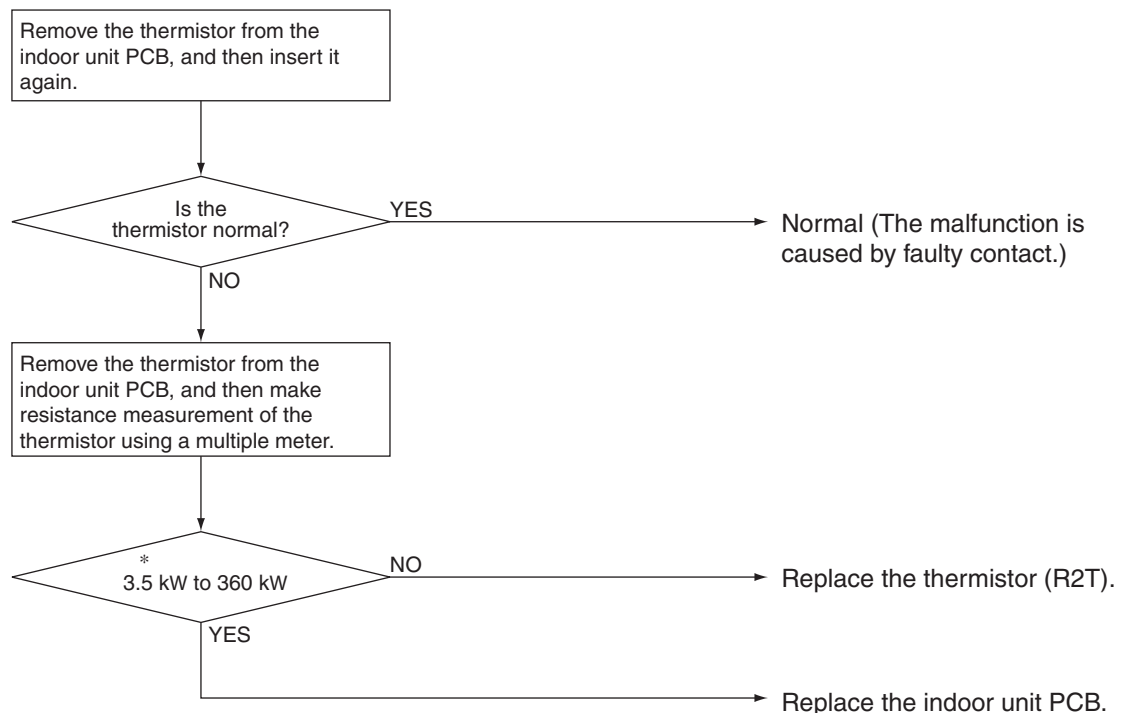 Remove the thermistor from the
indoor unit PCB, and then insert it
again.
Is the
thermistor normal?
YES
Normal (The malfunction is
caused by faulty contact.)
NO
Remove the thermistor from the
indoor unit PCB, and then make
resistance measurement of the
thermistor using a multiple meter.
*
3.5 kW to 360 kW
NO
Replace the thermistor (R2T).
YES
Replace the indoor unit PCB.